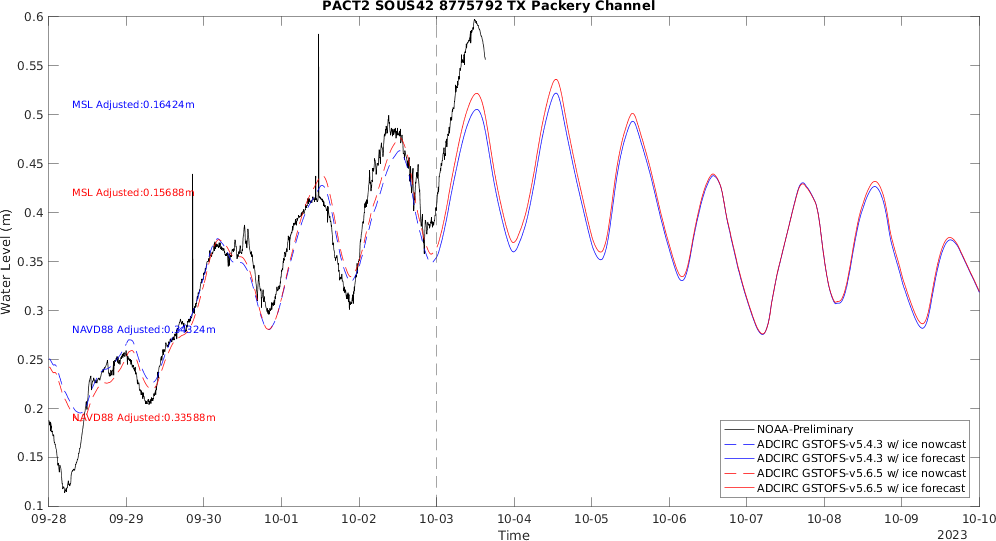 PACT2 SOUS42 8775792 TX Packery Channel
0.6
0.55
0.5
0.45
0.4
0.35
0.3
0.25
0.2
0.15
0.1
Water Level (m)
MSL Adjusted:0.16424m
MSL Adjusted:0.15688m
NAVD88 Adjusted:0.34324m
NAVD88 Adjusted:0.33588m
NOAA-Preliminary
ADCIRC GSTOFS-v5.4.3 w/ ice nowcast
ADCIRC GSTOFS-v5.4.3 w/ ice forecast
ADCIRC GSTOFS-v5.6.5 w/ ice nowcast
ADCIRC GSTOFS-v5.6.5 w/ ice forecast
09-28 09-29 09-30 10-01 10-02 10-03 10-04 10-05 10-06 10-07 10-08 10-09 10-10
Time
2023